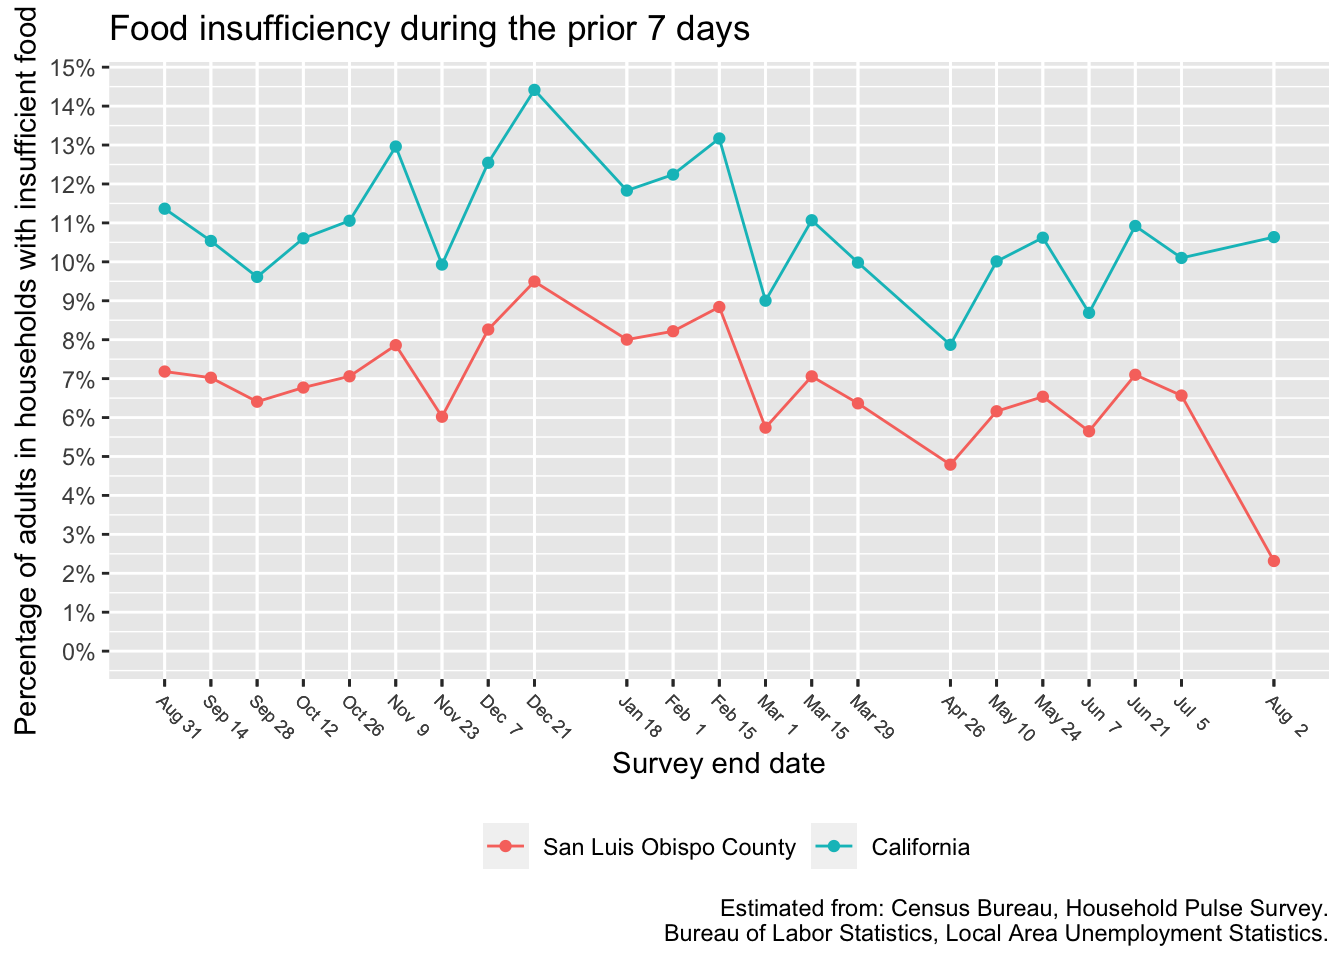 Food insufficiency during the prior 7 days
Percentage of adults in households with insufficient food
15%
14%
13%
12%
11%
10%
9%
8%
7%
6%
5%
4%
3%
2%
1%
0%
Aug 31
Sep 14
Sep 28
Oct 12
Oct 26
Nov 9
Nov 23
Dec 7
Dec 21
Jan 18
Feb 1
Feb 15
Mar 1
Mar 15
Mar 29
Apr 26
May 10
May 24
Jun 7
Jun 21
Jul 5
Aug 2
Survey end date
San Luis Obispo County
California
Estimated from: Census Bureau, Household Pulse Survey.
Bureau of Labor Statistics, Local Area Unemployment Statistics.